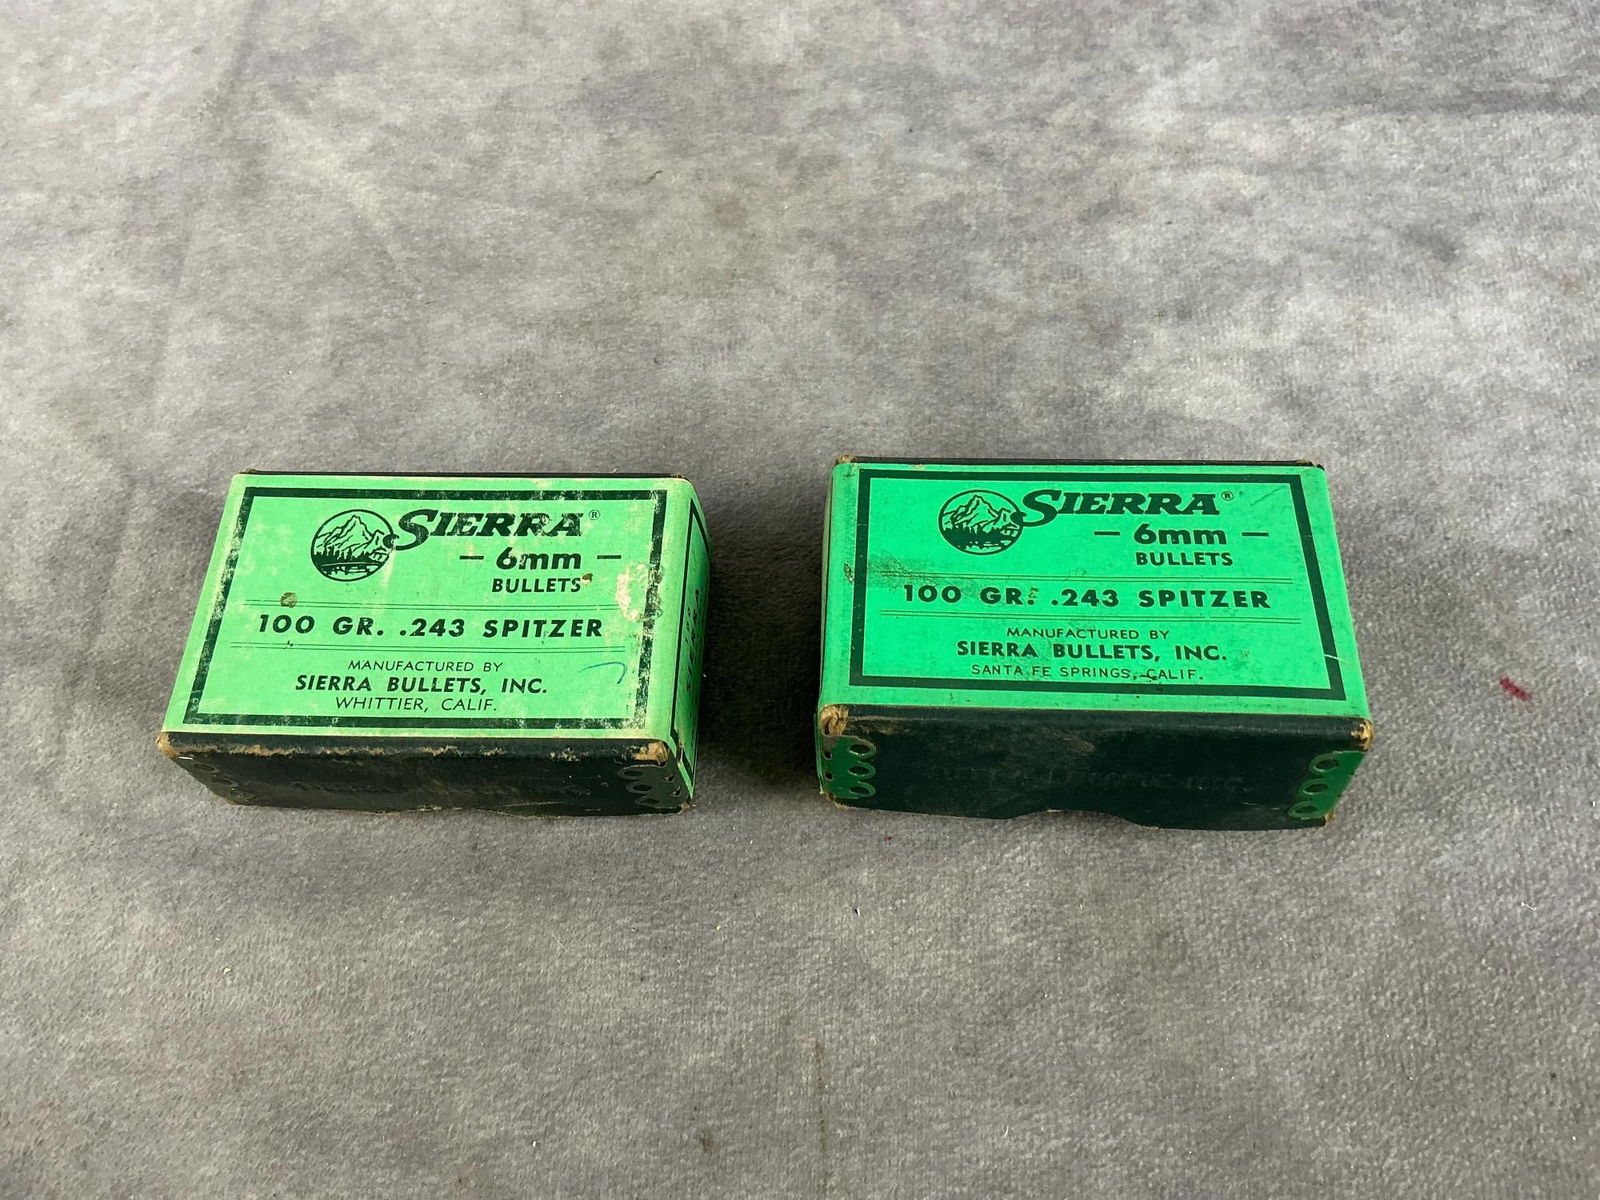 SIERRA®
— 6mm —
BULLETS
100 GR. .243 SPITZER
MANUFACTURED BY
SIERRA BULLETS, INC.
WHITTIER, CALIF.
SIERRA®
— 6mm —
BULLETS
100 GR. .243 SPITZER
MANUFACTURED BY
SIERRA BULLETS, INC.
SANTA FE SPRINGS, CALIF.